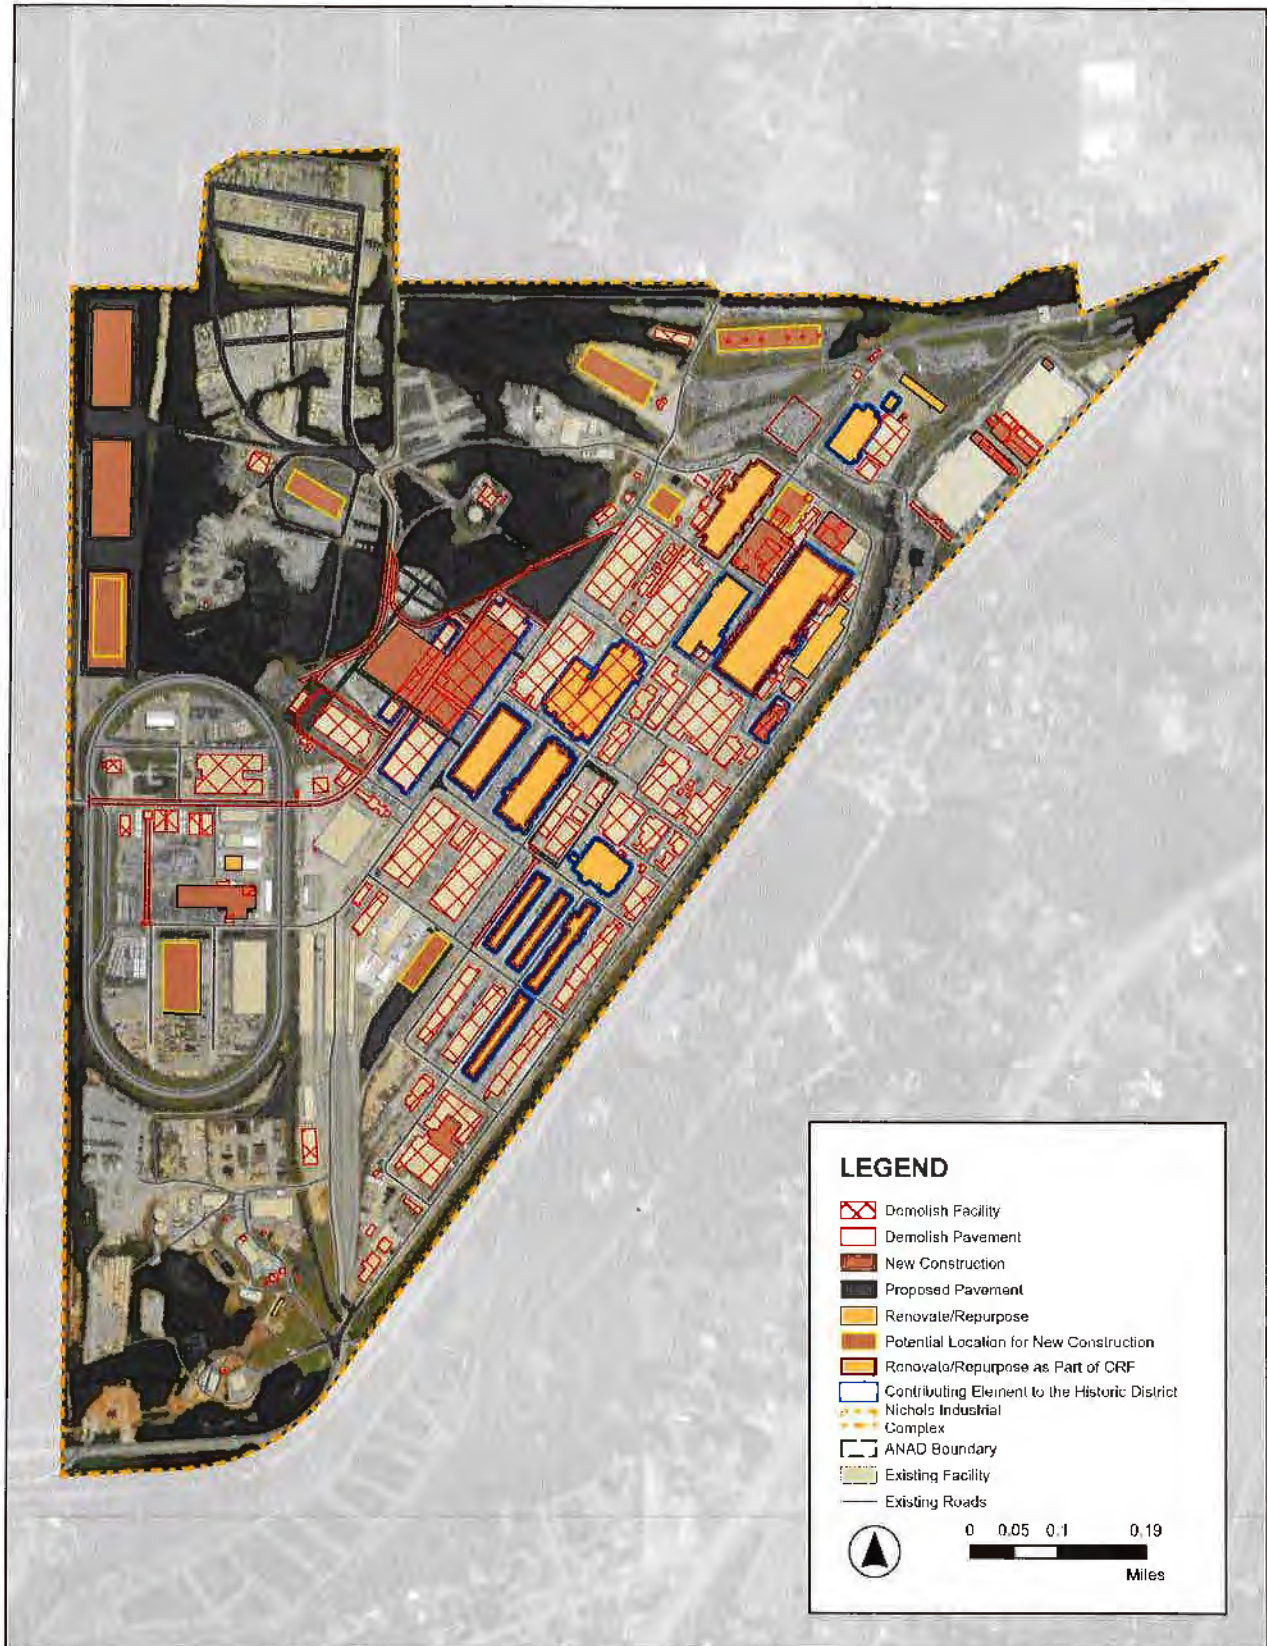 LEGEND
Demolish Facility
Demolish Pavement
New Construction
Proposed Pavement
Renovate/Repurpose
Potential Location for New Construction
Renovate/Repurpose as Part of CRF
Contributing Element to the Historic District
Nichols Industrial
Complex
ANAD Boundary
Existing Facility
Existing Roads
0 0.05 0.1 0.19
Miles